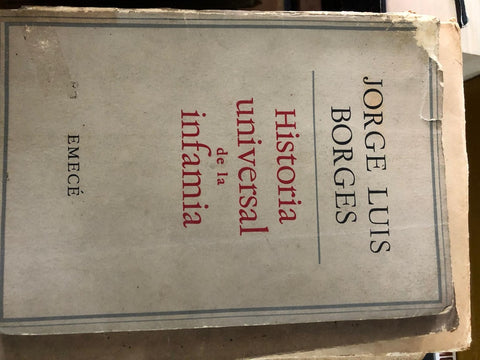 JORGE LUIS
BORGES
Historia
universal
de la
infamia
EMECÉ